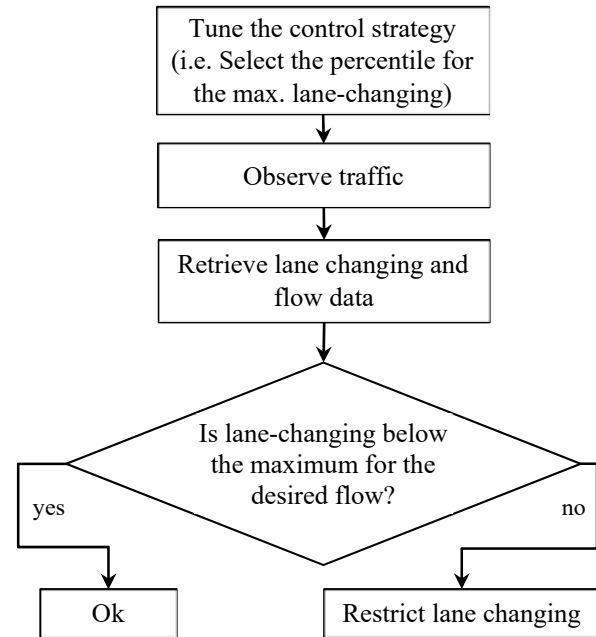 Tune the control strategy
(i.e. Select the percentile for
the max. lane-changing)
Observe traffic
Retrieve lane changing and
flow data
Is lane-changing below
the maximum for the
desired flow?
yes
no
Ok
Restrict lane changing